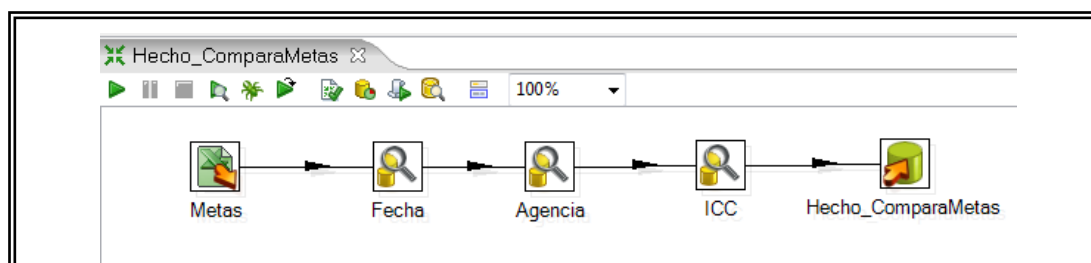 Hecho_ComparaMetas
100%
Metas
Fecha
Agencia
ICC
Hecho_ComparaMetas